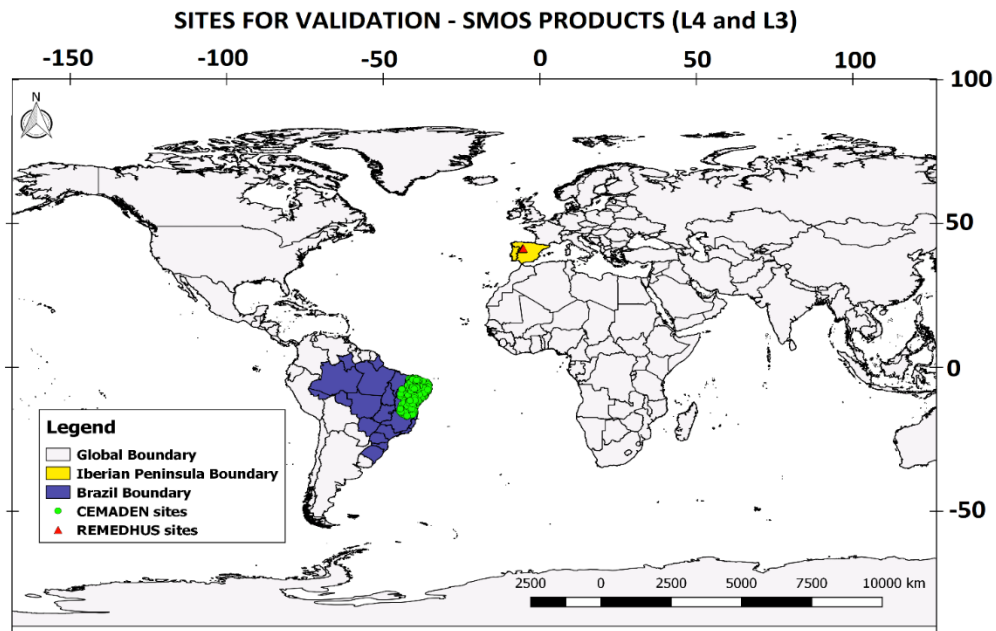 SITES FOR VALIDATION - SMOS PRODUCTS (L4 and L3)
-150 -100 -50 0 50 100
100
N
50
0
Legend
Global Boundary
Iberian Peninsula Boundary
Brazil Boundary
CEMADEN sites
REMEDHUS sites
-50
2500 0 2500 5000 7500 10000 km